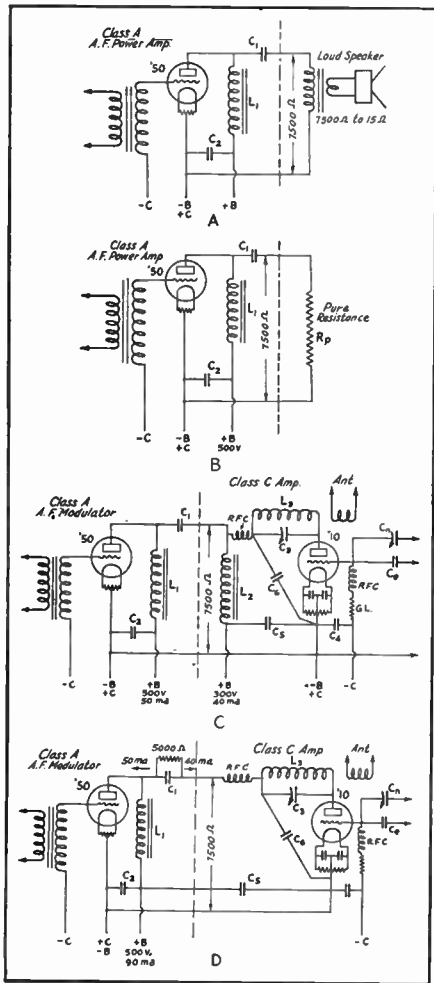 Class A
A.F. Power Amp.
'50
C1
Loud Speaker
L1
7500 Ω
7500 Ω to 15 Ω
C2
-C
-B
+C
+B
A
Class A
A.F. Power Amp
'50
C1
L1
7500 Ω
Pure
Resistance
Rp
C2
-C
-B
+C
+B
500V
B
Class A
A.F. Modulator
'50
C1
Class C Amp.
Ant
RFC
L3
C3
'10
Cn
Ce
L1
7500 Ω
L2
C6
RFC
GL.
C2
C5
C4
-C
-B
+C
+B
500V
50 ma
+B
300V
40 ma
-B
+C
-C
C
Class A
A.F. Modulator
'50
50 ma
5000 Ω
40 ma
C1
Class C Amp
Ant
RFC
L3
C3
'10
Cn
Ce
L1
7500 Ω
C6
RFC
C2
C5
-C
+C
-B
+B
500V.
90 ma
-C
D